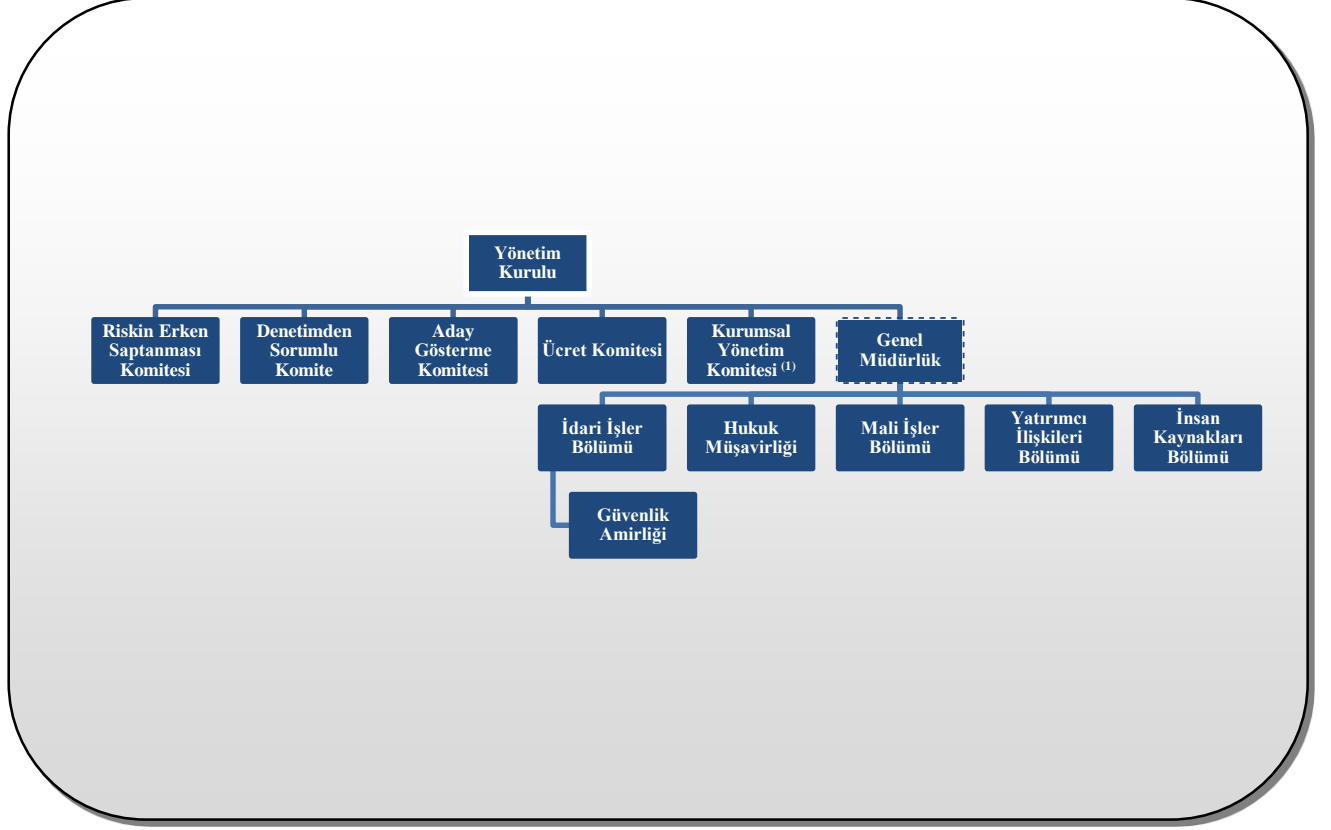 Yönetim
Kurulu
Riskin Erken
Saptanması
Komitesi
Denetimden
Sorumlu
Komite
Aday
Gösterme
Komitesi
Ücret Komitesi
Kurumsal
Yönetim
Komitesi (1)
Genel
Müdürlük
İdari İşler
Bölümü
Hukuk
Müşavirliği
Mali İşler
Bölümü
Yatırımcı
İlişkileri
Bölümü
İnsan
Kaynakları
Bölümü
Güvenlik
Amirliği